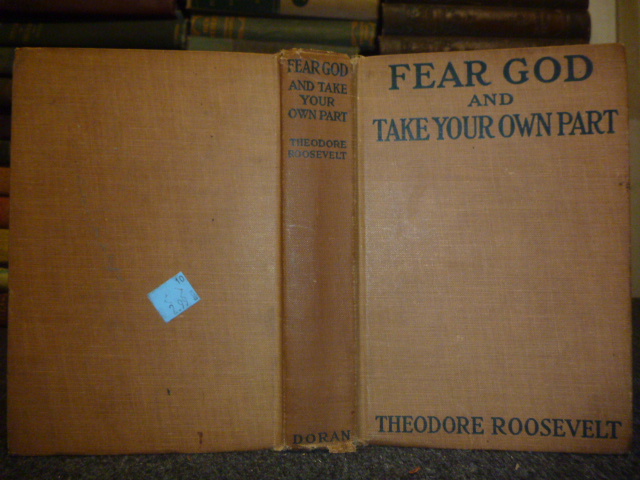 FEAR GOD
AND TAKE
YOUR
OWN PART
THEODORE
ROOSEVELT
DORAN
FEAR GOD
AND
TAKE YOUR OWN PART
THEODORE ROOSEVELT
10